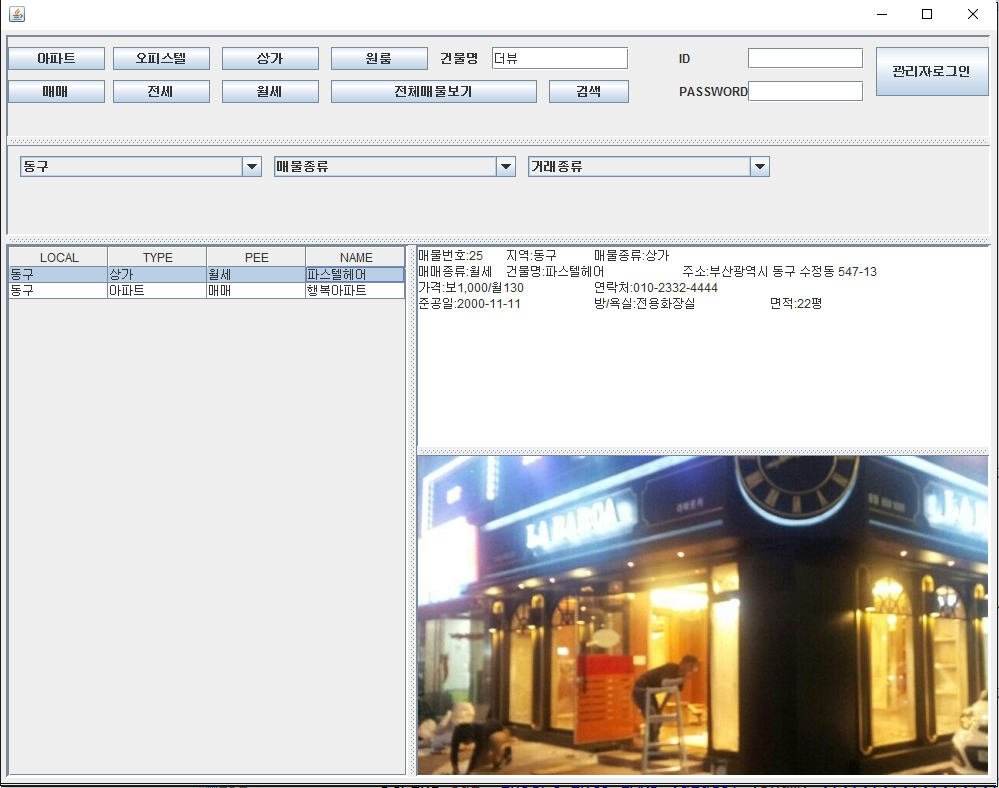 아파트 오피스텔 상가 원룸 건물명 더뷰 ID 관리자로그인
매매 전세 월세 전체매물보기 검색 PASSWORD
동구 매물종류 거래종류
LOCAL TYPE PEE NAME
동구 상가 월세 파스텔헤어
동구 아파트 매매 행복아파트
매물번호:25 지역:동구 매물종류:상가
매매종류:월세 건물명:파스텔헤어 주소:부산광역시 동구 수정동 547-13
가격:보1,000/월130 연락처:010-2332-4444
준공일:2000-11-11 방/욕실:전용화장실 면적:22평
LA BAROA